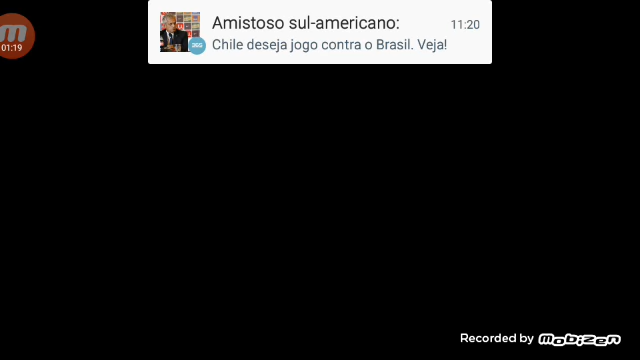 Amistoso sul-americano:
11:20
Chile deseja jogo contra o Brasil. Veja!
01:19
Recorded by mobizen